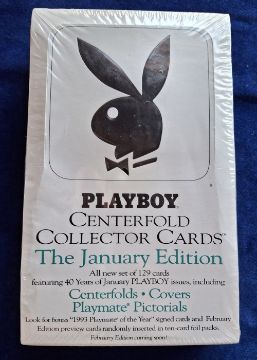 PLAYBOY
CENTERFOLD
COLLECTOR CARDS™
The January Edition
All new set of 129 cards
featuring 40 Years of January PLAYBOY issues, including
Centerfolds • Covers
Playmate® Pictorials
Look for bonus "1993 Playmate of the Year" signed cards and February
Edition preview cards randomly inserted in ten-card foil packs.
February Edition coming soon!